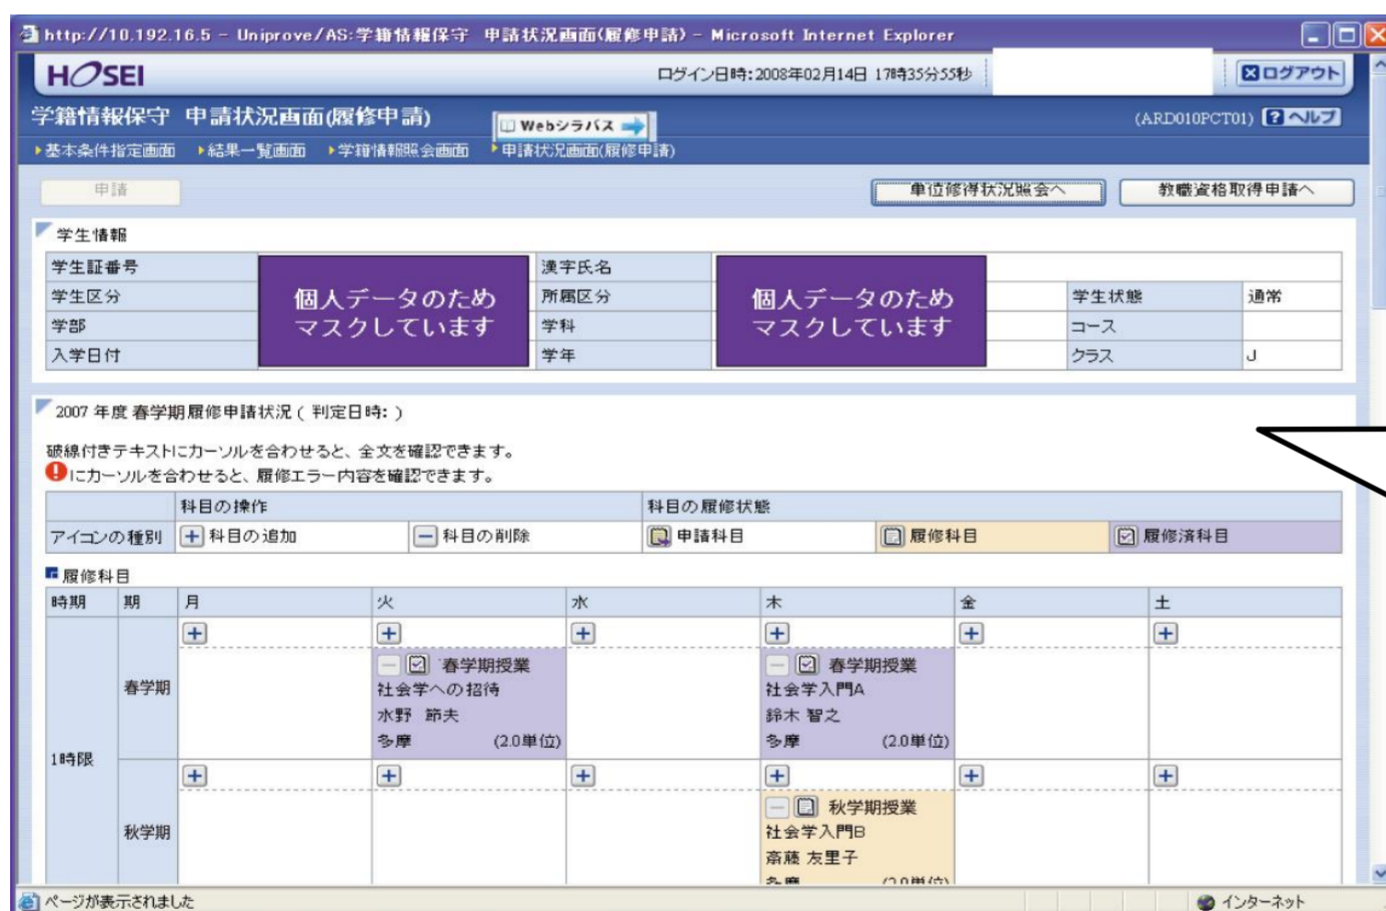 http://10.192.16.5 - Uniprove/AS:学籍情報保守 申請状況画面(履修申請) - Microsoft Internet Explorer
HOSEI ログイン日時:2008年02月14日 17時35分55秒 ログアウト
学籍情報保守 申請状況画面(履修申請) Webシラバス (ARD010PCT01) ? ヘルプ
基本条件指定画面 結果一覧画面 学籍情報照会画面 申請状況画面(履修申請)
申請 単位修得状況照会へ 教職資格取得申請へ
学生情報
学生証番号 漢字氏名
学生区分 所属区分 学生状態 通常
学部 学科 コース
入学日付 学年 クラス J
個人データのため
マスクしています
個人データのため
マスクしています
2007 年度 春学期履修申請状況 ( 判定日時: )
破線付きテキストにカーソルを合わせると、全文を確認できます。
!にカーソルを合わせると、履修エラー内容を確認できます。
科目の操作 科目の履修状態
アイコンの種別 + 科目の追加 - 科目の削除 申請科目 履修科目 履修済科目
履修科目
時期 期 月 火 水 木 金 土
+ + + + + +
1時限
春学期
- 春学期授業
社会学への招待
水野 節夫
多摩 (2.0単位)
- 春学期授業
社会学入門A
鈴木 智之
多摩 (2.0単位)
+ + + + + +
秋学期
- 秋学期授業
社会学入門B
斎藤 友里子
多摩 (2.0単位)
ページが表示されました インターネット